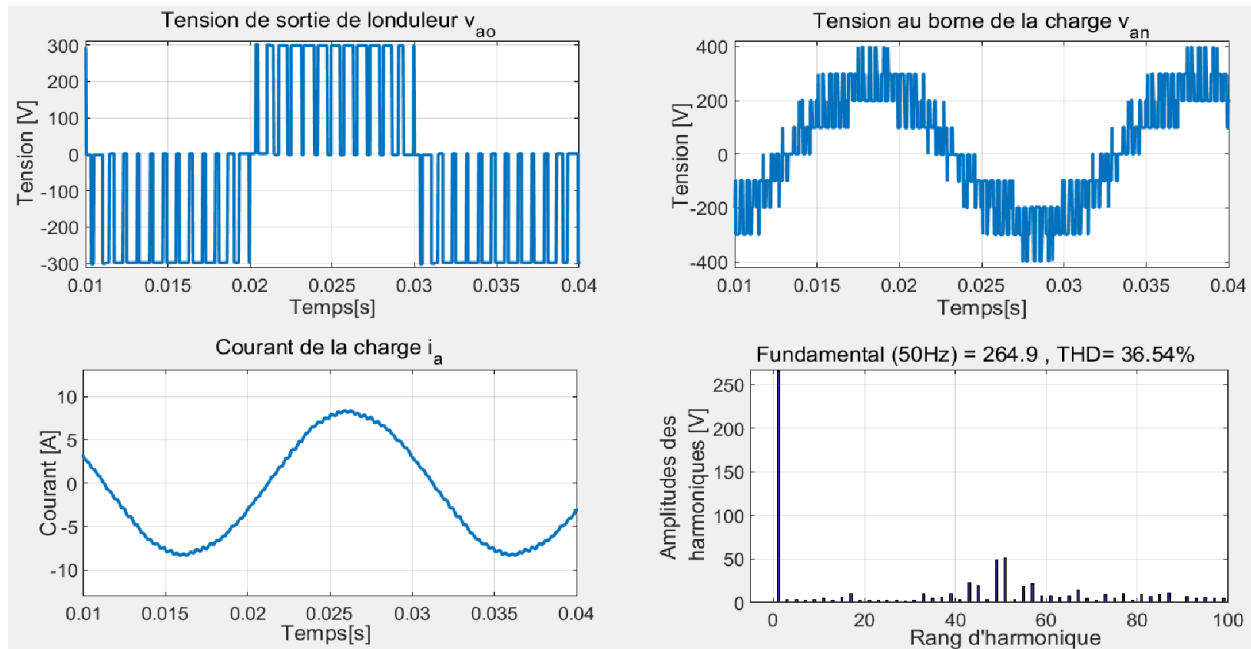 Tension de sortie de londuleur v_ao
Tension [V]
300
200
100
0
-100
-200
-300
0.01 0.015 0.02 0.025 0.03 0.035 0.04
Temps[s]
Tension au borne de la charge v_an
Tension [V]
400
200
0
-200
-400
0.01 0.015 0.02 0.025 0.03 0.035 0.04
Temps[s]
Courant de la charge i_a
Courant [A]
10
5
0
-5
-10
0.01 0.015 0.02 0.025 0.03 0.035 0.04
Temps[s]
Fundamental (50Hz) = 264.9 , THD= 36.54%
Amplitudes des
harmoniques [V]
250
200
150
100
50
0
0 20 40 60 80 100
Rang d'harmonique